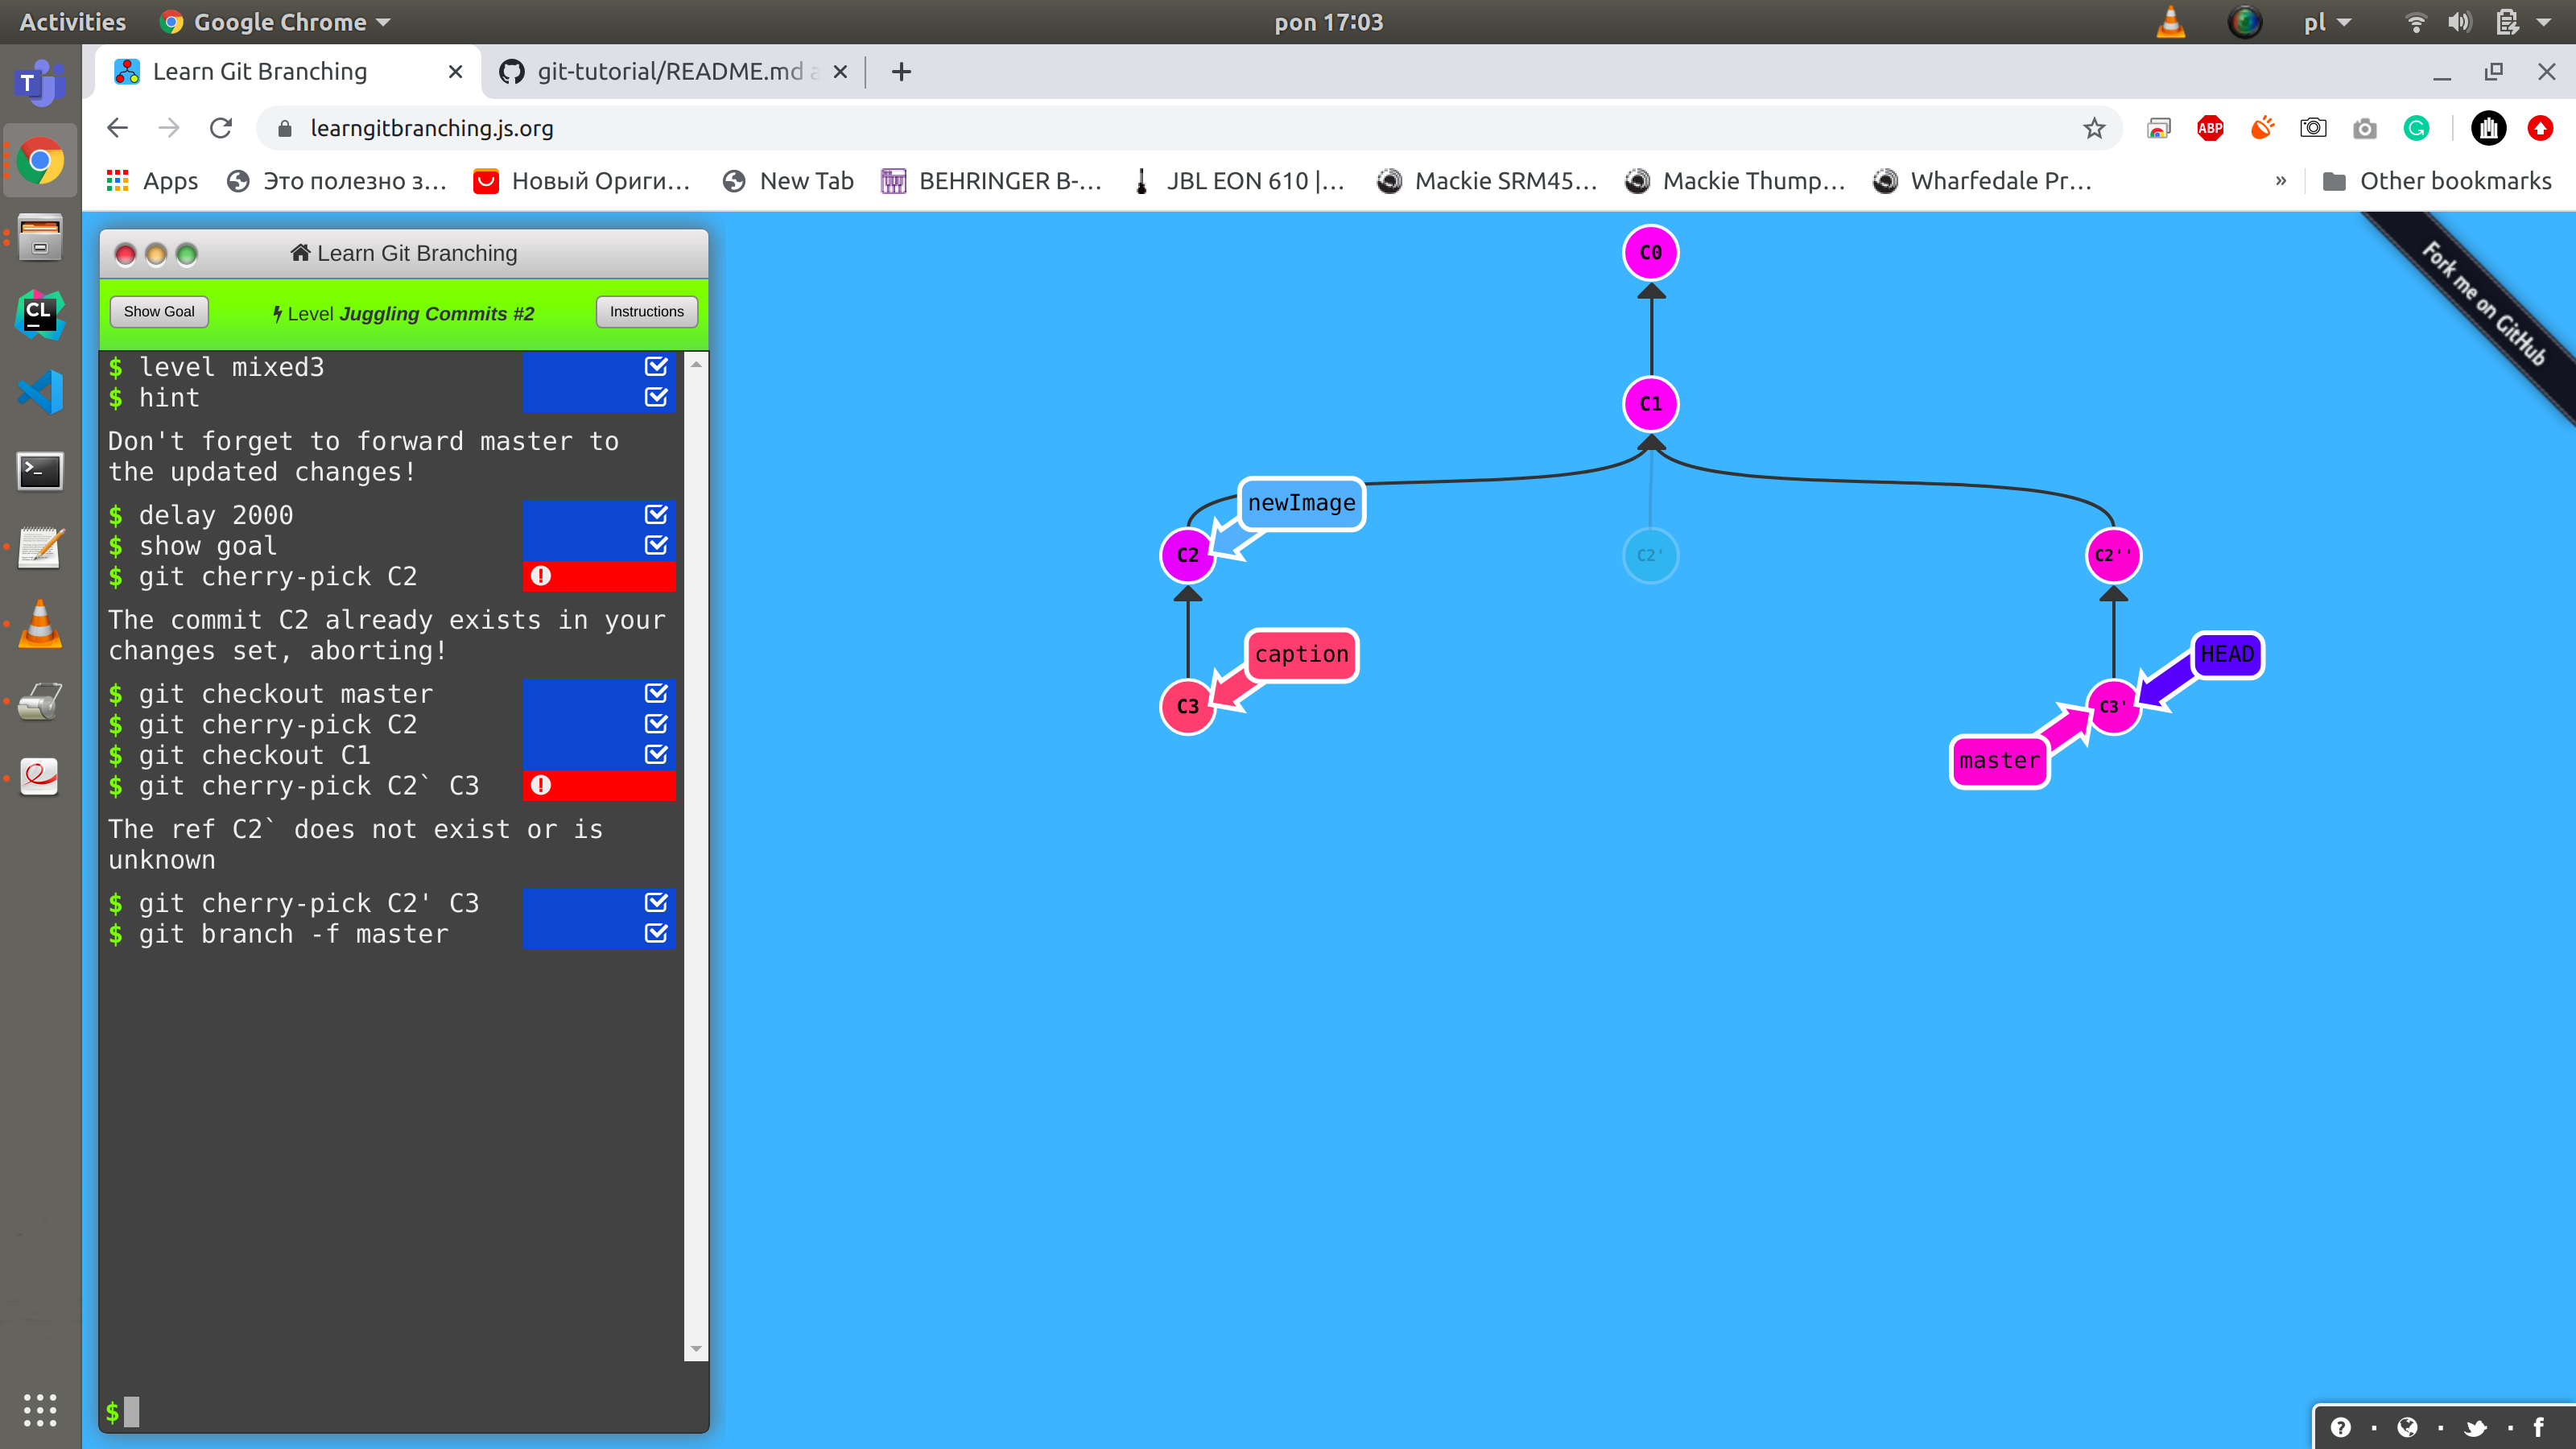 Activities
Google Chrome
pon 17:03
pl
Learn Git Branching
git-tutorial/README.md
learngitbranching.js.org
ABP
Apps
Это полезно з...
Новый Ориги...
New Tab
BEHRINGER B-...
JBL EON 610 |...
Mackie SRM45...
Mackie Thump...
Wharfedale Pr...
»
Other bookmarks
Learn Git Branching
Show Goal
Level Juggling Commits #2
Instructions
$ level mixed3
$ hint
Don't forget to forward master to
the updated changes!
$ delay 2000
$ show goal
$ git cherry-pick C2
The commit C2 already exists in your
changes set, aborting!
$ git checkout master
$ git cherry-pick C2
$ git checkout C1
$ git cherry-pick C2` C3
The ref C2` does not exist or is
unknown
$ git cherry-pick C2' C3
$ git branch -f master
$
C0
C1
newImage
C2
C2'
C2''
caption
HEAD
C3
C3'
master
Fork me on GitHub